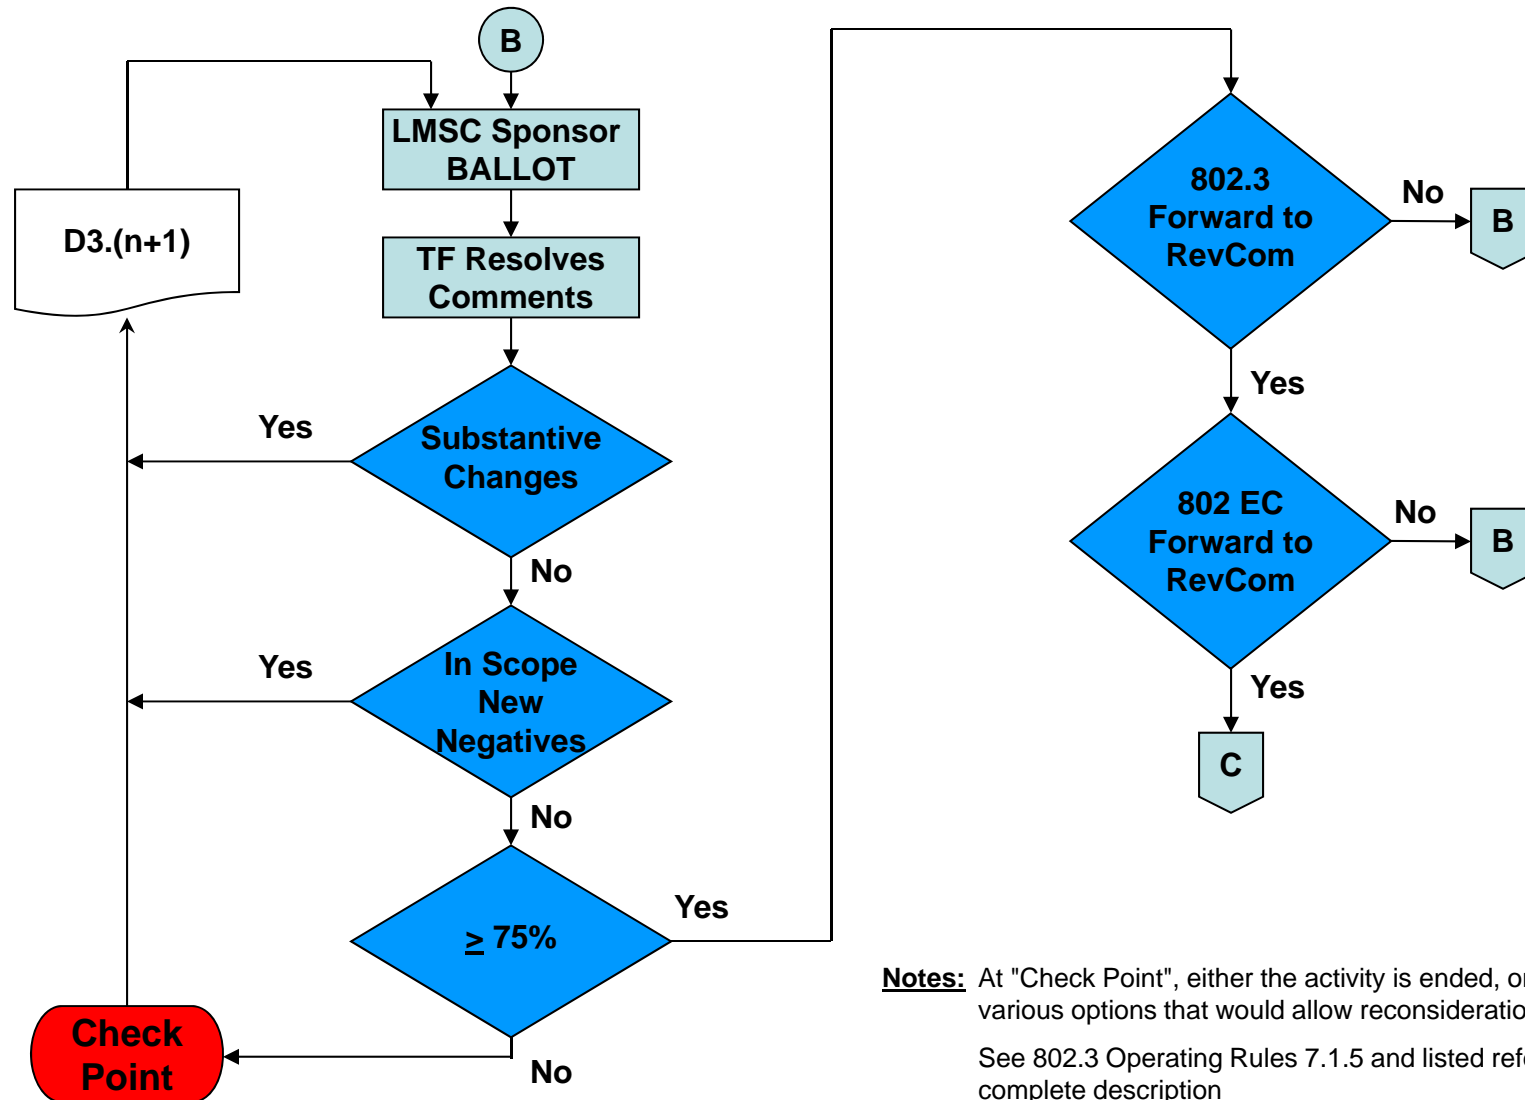 B
LMSC Sponsor
BALLOT
D3.(n+1)
TF Resolves
Comments
Yes
Substantive
Changes
No
Yes
In Scope
New
Negatives
No
≥ 75%
Yes
Check
Point
No
802.3
Forward to
RevCom
No
B
Yes
802 EC
Forward to
RevCom
No
B
Yes
C
Notes: At "Check Point", either the activity is ended, or
various options that would allow
See 802.3 Operating Rules 7.1.5 and listed
complete description